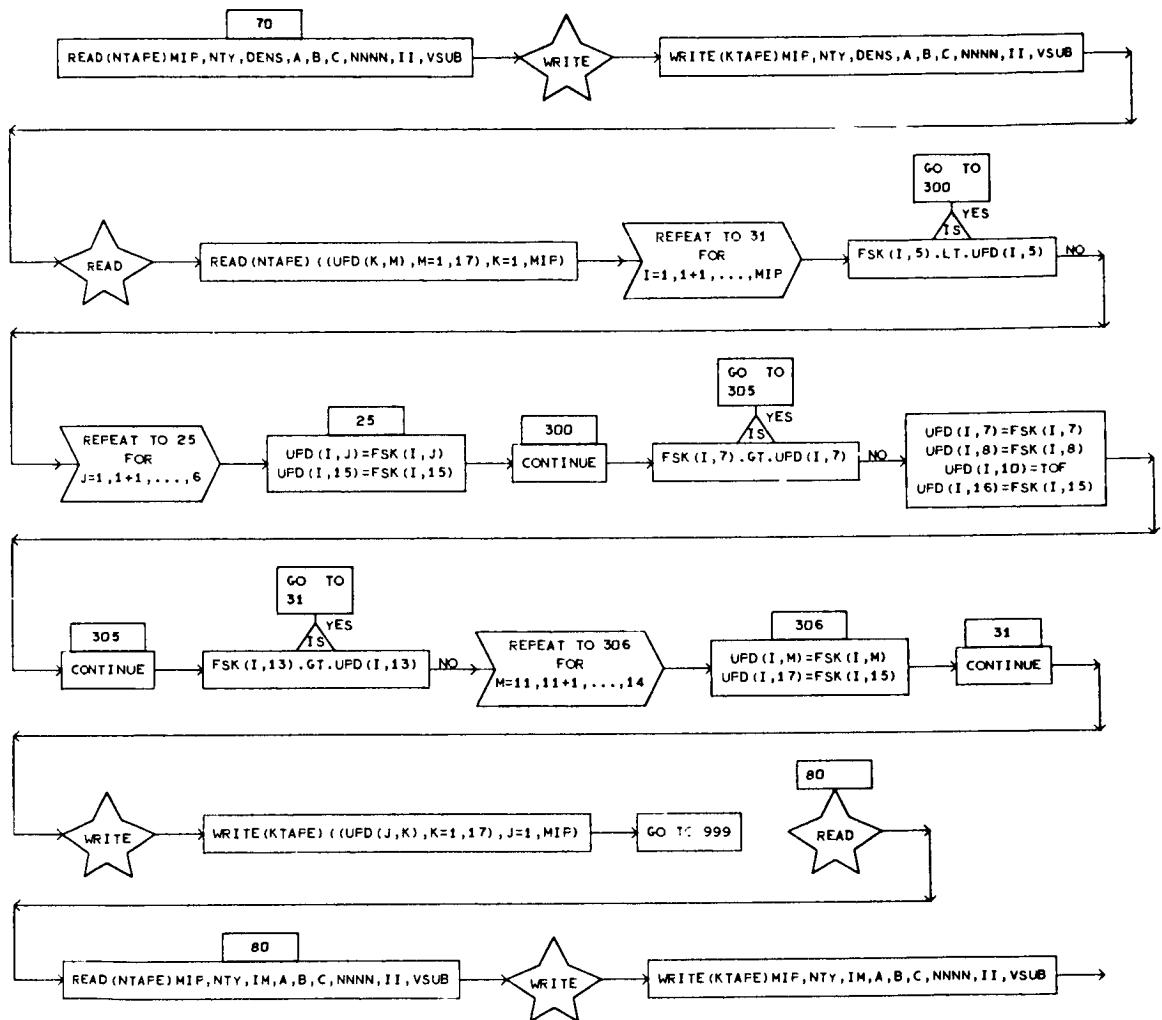 70
READ(NTAPE)MIP,NTY,DENS,A,B,C,NNNN,II,VSUB
WRITE
WRITE(KTAPE)MIP,NTY,DENS,A,B,C,NNNN,II,VSUB
GO TO
300
YES
IS
READ
READ(NTAPE)((UFD(K,M),M=1,17),K=1,MIP)
REPEAT TO 31
FOR
I=1,1+1,...,MIP
FSK(I,5).LT.UFD(I,5)
NO
GO TO
305
YES
IS
REPEAT TO 25
FOR
J=1,1+1,...,6
25
UFD(I,J)=FSK(I,J)
UFD(I,15)=FSK(I,15)
300
CONTINUE
FSK(I,7).GT.UFD(I,7)
NO
UFD(I,7)=FSK(I,7)
UFD(I,8)=FSK(I,8)
UFD(I,10)=TOF
UFD(I,16)=FSK(I,15)
GO TO
31
YES
IS
305
CONTINUE
FSK(I,13).GT.UFD(I,13)
NO
REPEAT TO 306
FOR
M=11,11+1,...,14
306
UFD(I,M)=FSK(I,M)
UFD(I,17)=FSK(I,15)
31
CONTINUE
WRITE
WRITE(KTAPE)((UFD(J,K),K=1,17),J=1,MIP)
GO TO 999
80
READ
80
READ(NTAPE)MIP,NTY,IM,A,B,C,NNNN,II,VSUB
WRITE
WRITE(KTAPE)MIP,NTY,IM,A,B,C,NNNN,II,VSUB